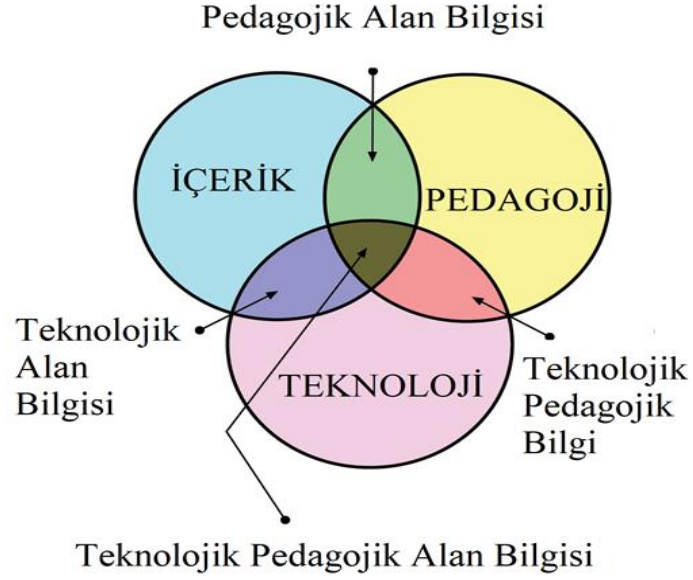 Pedagojik Alan Bilgisi
İÇERİK
PEDAGOJİ
Teknolojik
Alan
Bilgisi
TEKNOLOJİ
Teknolojik
Pedagojik
Bilgi
Teknolojik Pedagojik Alan Bilgisi